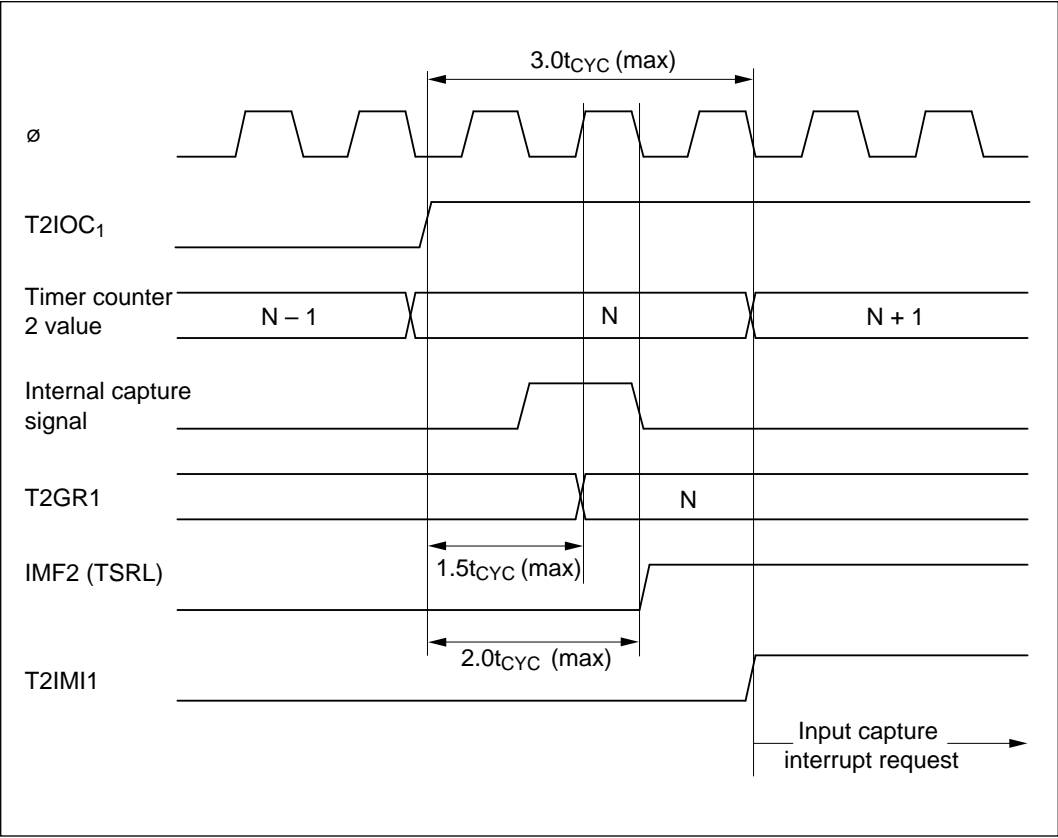 3.0tCYC (max)
ø
T2IOC1
Timer counter
2 value
N – 1
N
N + 1
Internal capture
signal
T2GR1
N
1.5tCYC (max)
IMF2 (TSRL)
2.0tCYC (max)
T2IMI1
Input capture
interrupt request